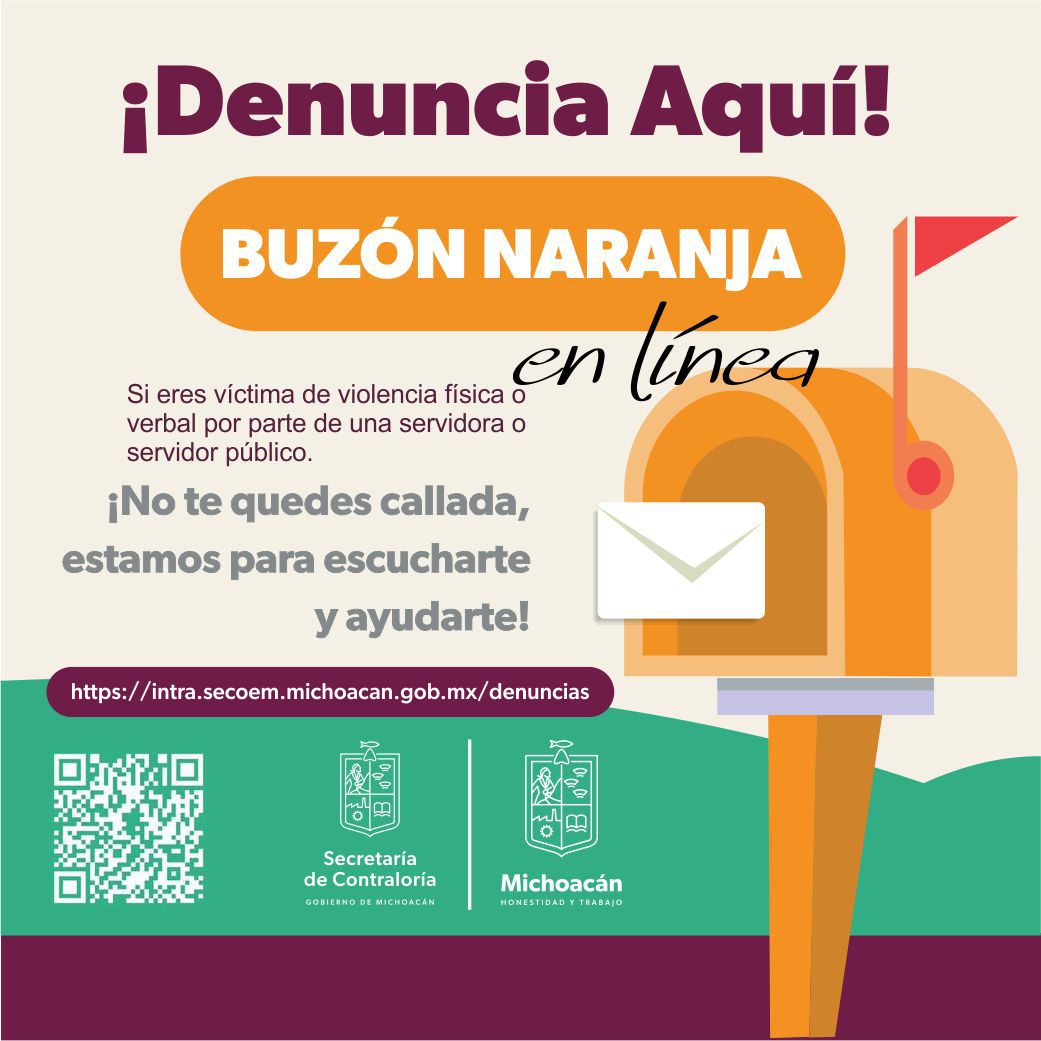 ¡Denuncia Aquí!
BUZÓN NARANJA
en línea
Si eres víctima de violencia física o
verbal por parte de una servidora o
servidor público.
¡No te quedes callada,
estamos para escucharte
y ayudarte!
https://intra.secoem.michoacan.gob.mx/denuncias
Secretaría
de Contraloría
GOBIERNO DE MICHOACÁN
Michoacán
HONESTIDAD Y TRABAJO